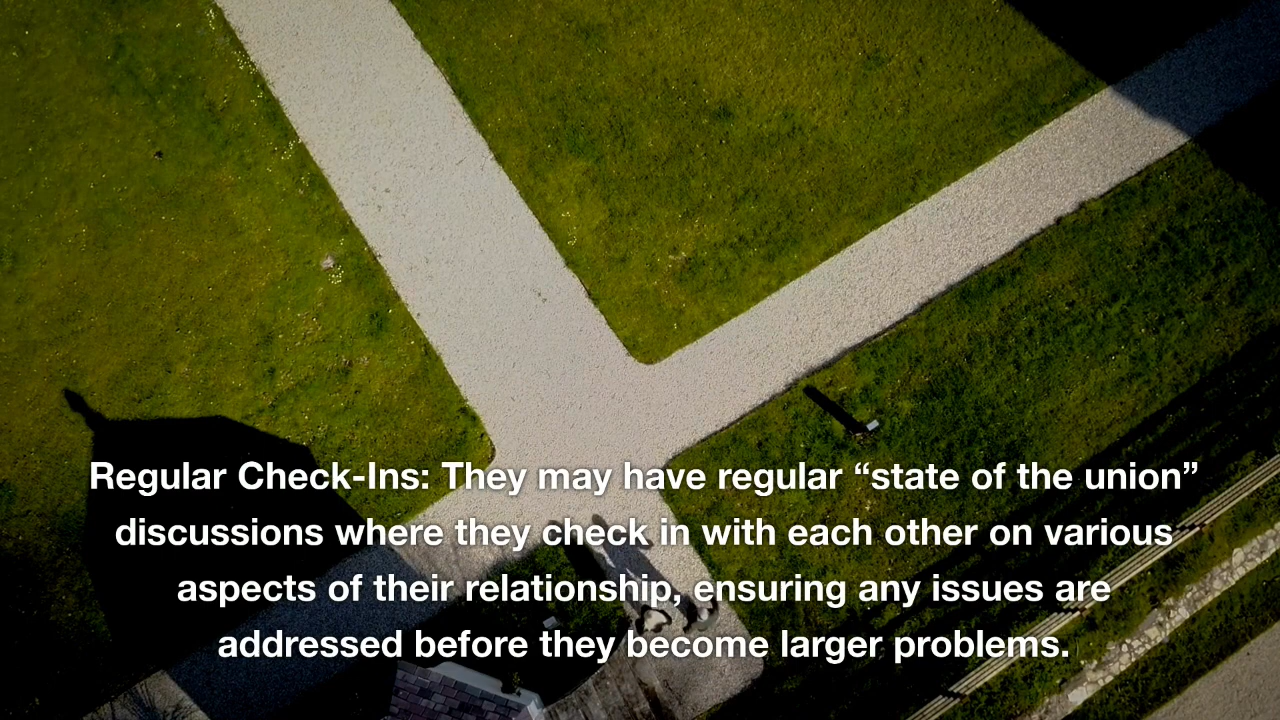 Regular Check-Ins: They may have regular “state of the union”
discussions where they check in with each other on various
aspects of their relationship, ensuring any issues are
addressed before they become larger problems.